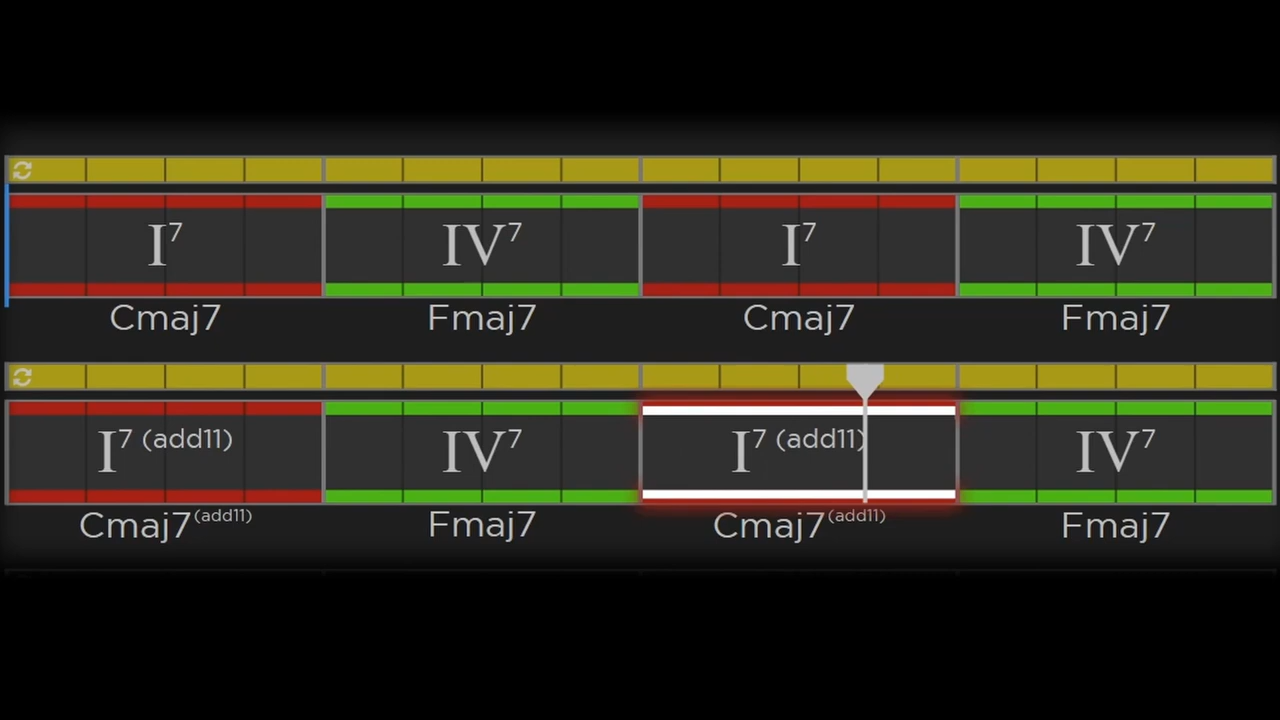 I7 IV7 I7 IV7
Cmaj7 Fmaj7 Cmaj7 Fmaj7
I7 (add11) IV7 I7 (add11) IV7
Cmaj7(add11) Fmaj7 Cmaj7(add11) Fmaj7